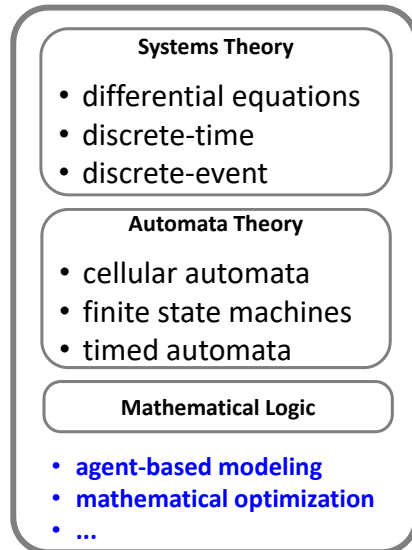 Systems Theory
• differential equations
• discrete-time
• discrete-event
Automata Theory
• cellular automata
• finite state machines
• timed automata
Mathematical Logic
• agent-based modeling
• mathematical optimization
• ...